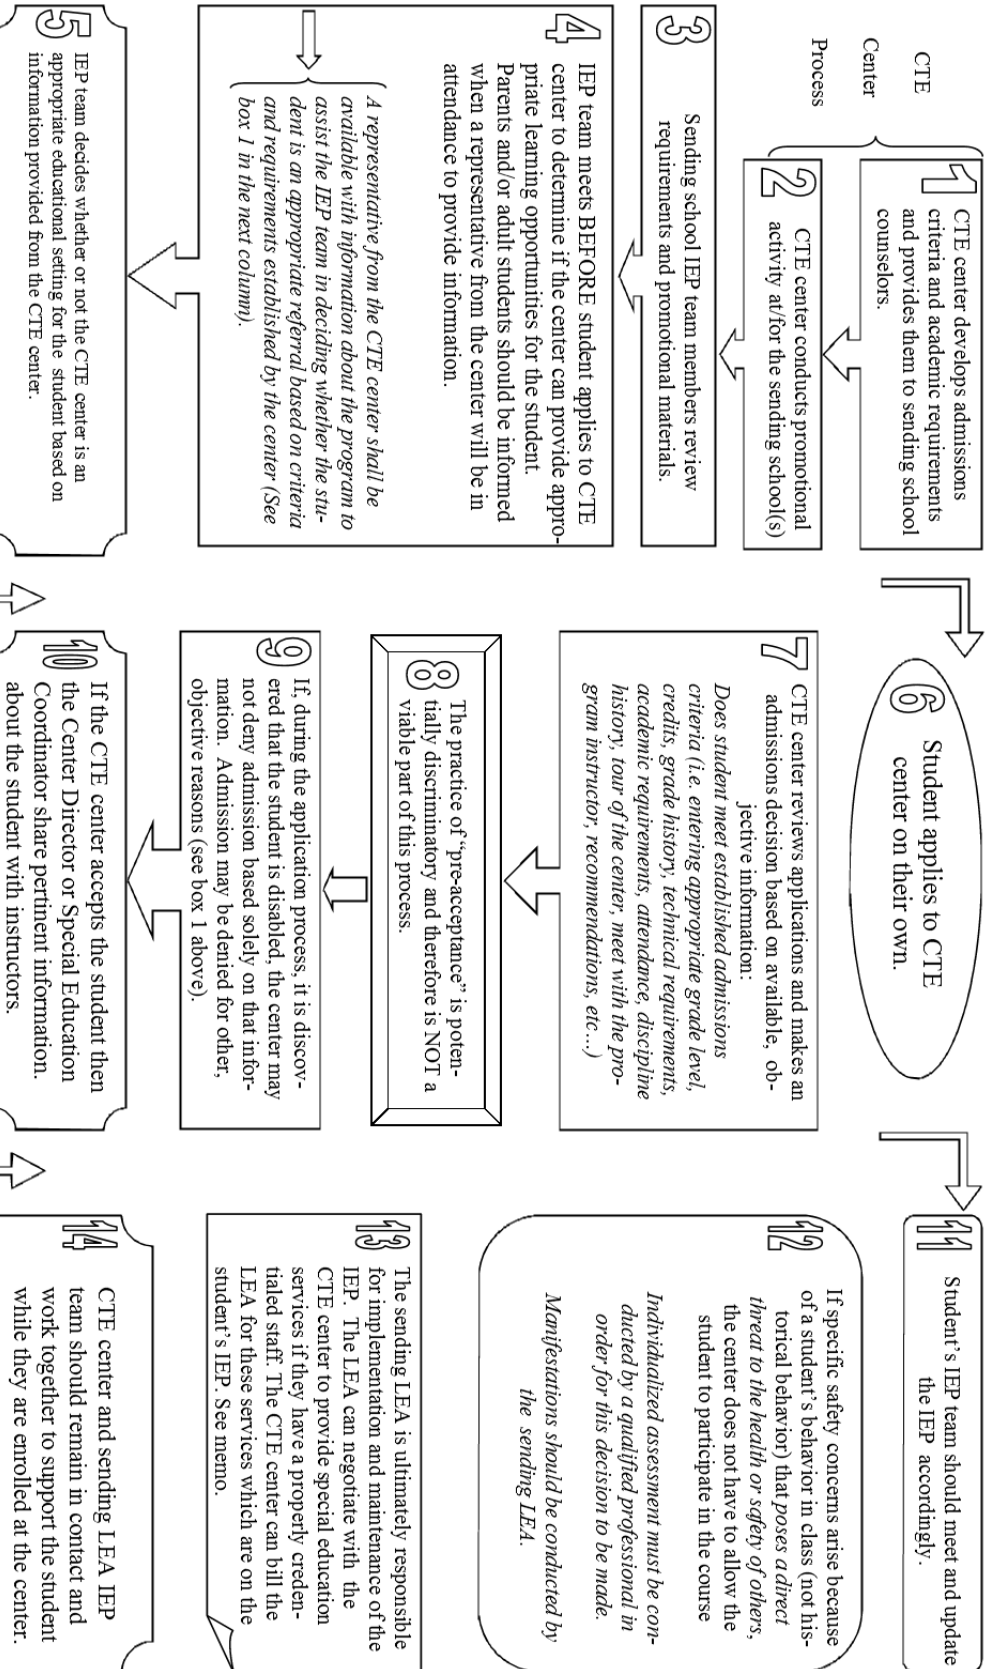 CTE
Center
Process
1
CTE center develops admissions
criteria and academic requirements
and provides them to sending school
counselors.
2
CTE center conducts promotional
activity at/for the sending school(s)
3
Sending school IEP team members review
requirements and promotional materials.
4
IEP team meets BEFORE student applies to CTE
center to determine if the center can provide appro-
priate learning opportunities for the student.
Parents and/or adult students should be informed
when a representative from the center will be in
attendance to provide information.
A representative from the CTE center shall be
available with information about the program to
assist the IEP team in deciding whether the stu-
dent is an appropriate referral based on criteria
and requirements established by the center (See
box 1 in the next column).
5
IEP team decides whether or not the CTE center is an
appropriate educational setting for the student based on
information provided from the CTE center.
6
Student applies to CTE
center on their own.
7
CTE center reviews applications and makes an
admissions decision based on available, ob-
jective information:
Does student meet established admissions
criteria (i.e. entering appropriate grade level,
credits, grade history, technical requirements,
academic requirements, attendance, discipline
history, tour of the center, meet with the pro-
gram instructor, recommendations, etc...)
8
The practice of “pre-acceptance” is poten-
tially discriminatory and therefore is NOT a
viable part of this process.
9
If, during the application process, it is discov-
ered that the student is disabled, the center may
not deny admission based solely on that infor-
mation. Admission may be denied for other,
objective reasons (see box 1 above).
10
If the CTE center accepts the student then
the Center Director or Special Education
Coordinator share pertinent information.
about the student with instructors.
11
Student’s IEP team should meet and update
the IEP accordingly.
12
If specific safety concerns arise because
of a student’s behavior in class (not his-
torical behavior) that poses a direct
threat to the health or safety of others,
the center does not have to allow the
student to participate in the course
Individualized assessment must be con-
ducted by a qualified professional in
order for this decision to be made.
Manifestations should be conducted by
the sending LEA.
13
The sending LEA is ultimately responsible
for implementation and maintenance of the
IEP. The LEA can negotiate with the
CTE center to provide special education
services if they have a properly creden-
tialed staff. The CTE center can bill the
LEA for these services which are on the
student’s IEP. See memo.
14
CTE center and sending LEA IEP
team should remain in contact and
work together to support the student
while they are enrolled at the center.